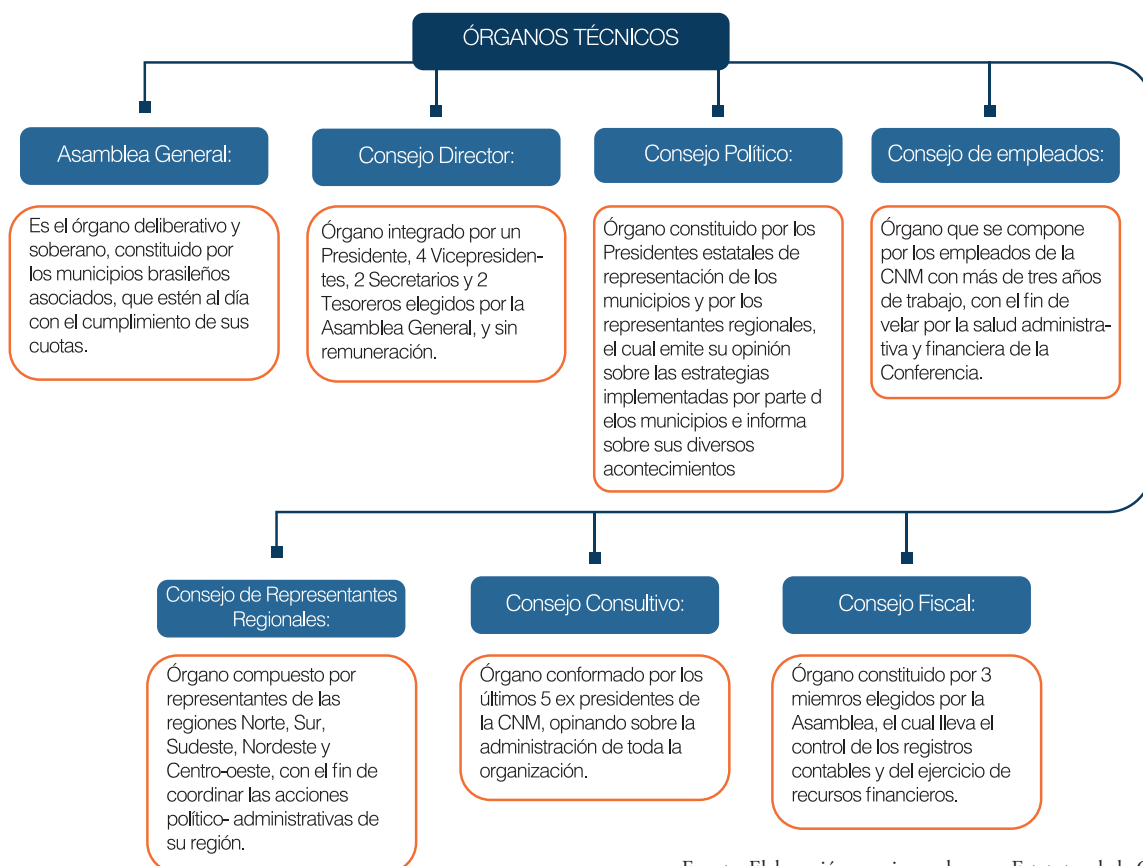 ÓRGANOS TÉCNICOS
Asamblea General:
Es el órgano deliberativo y
soberano, constituido por
los municipios brasileños
asociados, que estén al día
con el cumplimiento de sus
cuotas.
Consejo Director:
Órgano integrado por un
Presidente, 4 Vicepresiden-
tes, 2 Secretarios y 2
Tesoreros elegidos por la
Asamblea General, y sin
remuneración.
Consejo Político:
Órgano constituido por los
Presidentes estatales de
representación de los
municipios y por los
representantes regionales,
el cual emite su opinión
sobre las estrategias
implementadas por parte d
elos municipios e informa
sobre sus diversos
acontecimientos
Consejo de empleados:
Órgano que se compone
por los empleados de la
CNM con más de tres años
de trabajo, con el fin de
velar por la salud administra-
tiva y financiera de la
Conferencia.
Consejo de Representantes
Regionales:
Órgano compuesto por
representantes de las
regiones Norte, Sur,
Sudeste, Nordeste y
Centro-oeste, con el fin de
coordinar las acciones
político- administrativas de
su región.
Consejo Consultivo:
Órgano conformado por los
últimos 5 ex presidentes de
la CNM, opinando sobre la
administración de toda la
organización.
Consejo Fiscal:
Órgano constituido por 3
miemros elegidos por la
Asamblea, el cual lleva el
control de los registros
contables y del ejercicio de
recursos financieros.